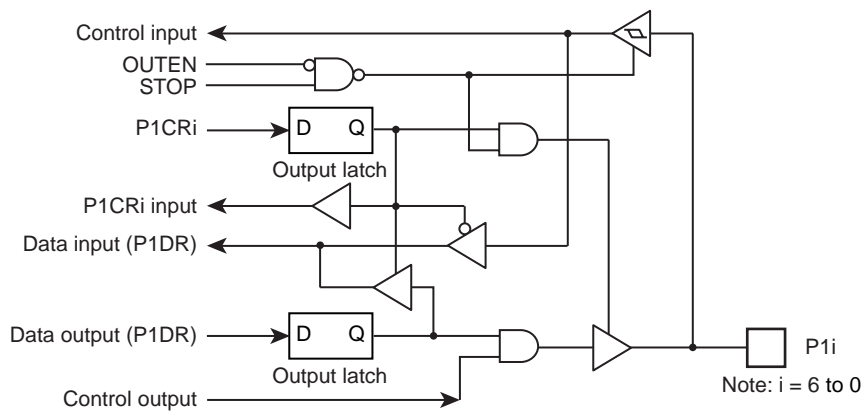 Control input
OUTEN
STOP
P1CRi
D Q
Output latch
P1CRi input
Data input (P1DR)
Data output (P1DR)
D Q
Output latch
Control output
P1i
Note: i = 6 to 0